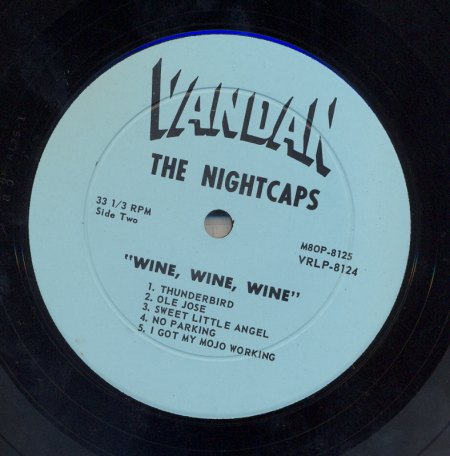 VANDAN
THE NIGHTCAPS
33 1/3 RPM
Side Two
M8OP-8125
VRLP-8124
"WINE, WINE, WINE"
1. THUNDERBIRD
2. OLE JOSE
3. SWEET LITTLE ANGEL
4. NO PARKING
5. I GOT MY MOJO WORKING